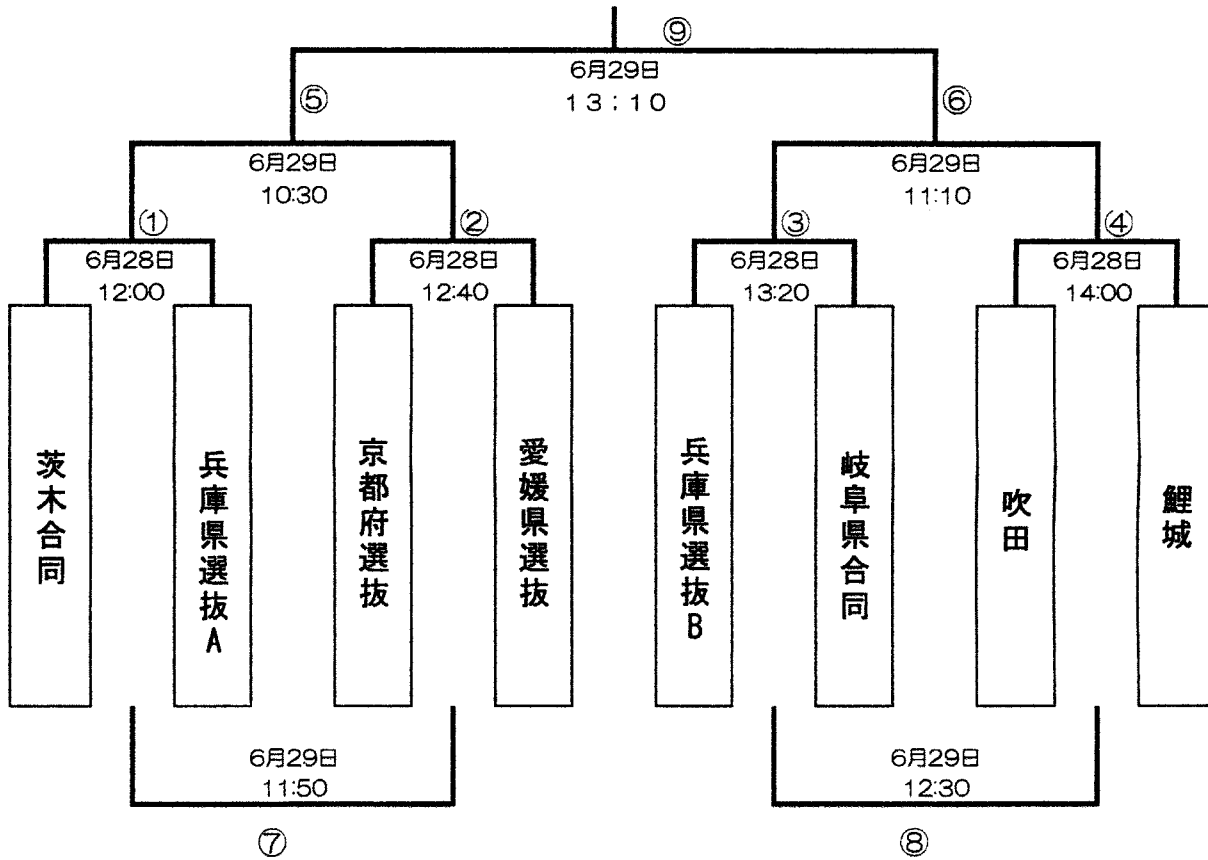 ⑨
6月29日
13:10
⑤
⑥
6月29日
10:30
6月29日
11:10
①
②
③
④
6月28日
12:00
6月28日
12:40
6月28日
13:20
6月28日
14:00
茨木合同
兵庫県選抜A
京都府選抜
愛媛県選抜
兵庫県選抜B
岐阜県合同
吹田
鯉城
6月29日
11:50
6月29日
12:30
⑦
⑧